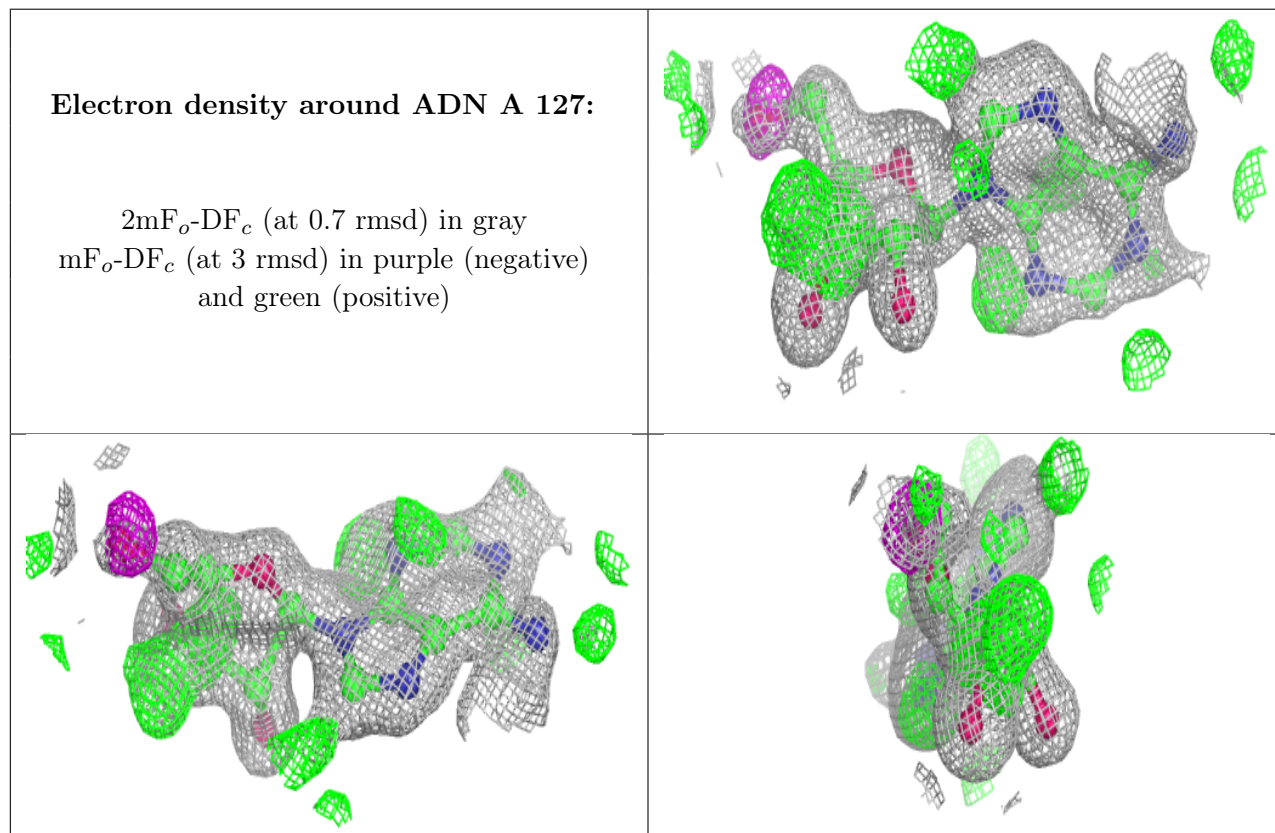 Electron density around ADN A 127:
2mFo-DFc (at 0.7 rmsd) in gray
mFo-DFc (at 3 rmsd) in purple (negative)
and green (positive)